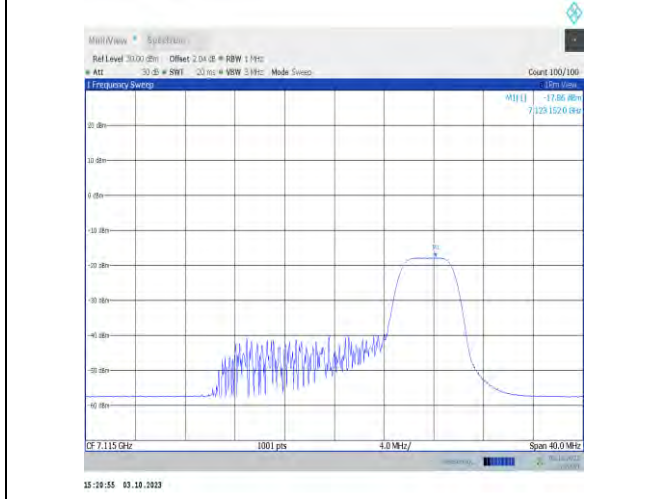 MultiView Spectrum
Ref Level 30.00 dBm Offset 2.04 dB RBW 1 MHz
Att 30 dB SWT 20 ms VBW 3 MHz Mode Sweep Count 100/100
1 Frequency Sweep 1Rm View
M1[1] -17.86 dBm
7.1231520 GHz
20 dBm
10 dBm
0 dBm
-10 dBm
M1
-20 dBm
-30 dBm
-40 dBm
-50 dBm
-60 dBm
CF 7.115 GHz 1001 pts 4.0 MHz/ Span 40.0 MHz
15:20:55 03.10.2023